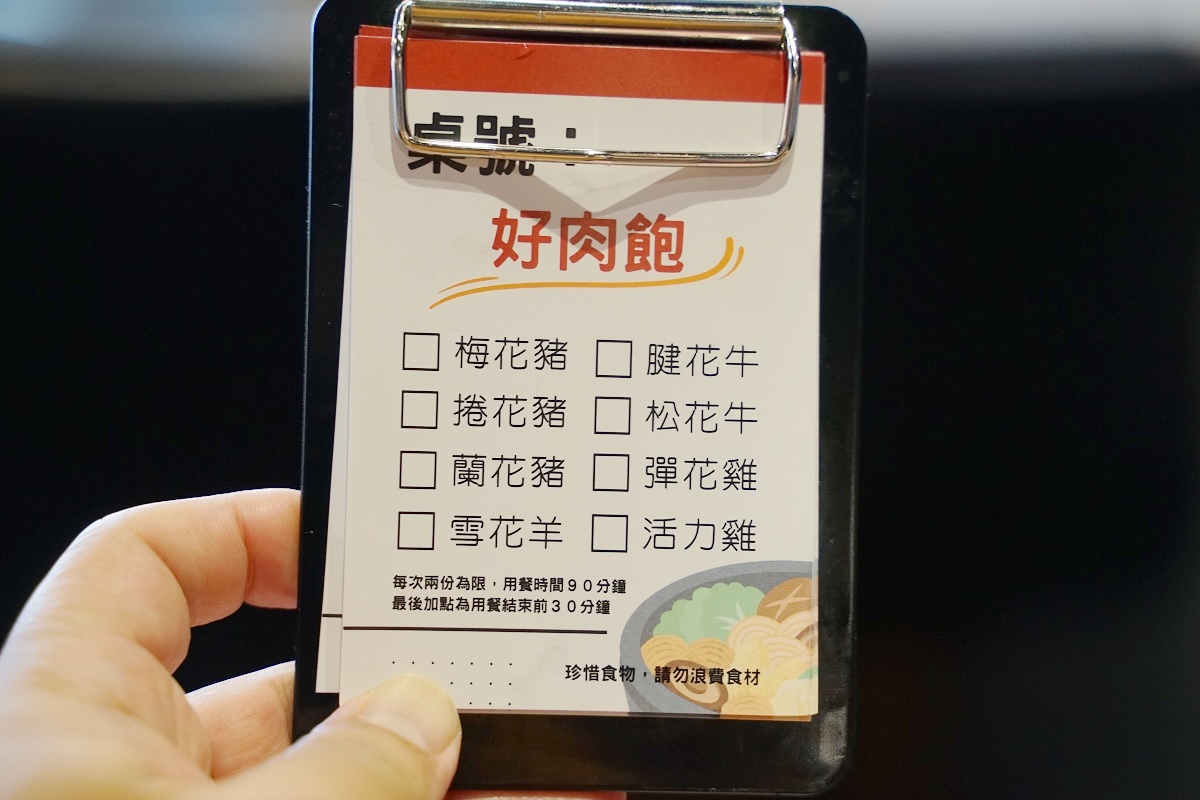 桌號：
好肉飽
□ 梅花豬 □ 腱花牛
□ 捲花豬 □ 松花牛
□ 蘭花豬 □ 彈花雞
□ 雪花羊 □ 活力雞
每次兩份為限，用餐時間９０分鐘
最後加點為用餐結束前３０分鐘
珍惜食物，請勿浪費食材